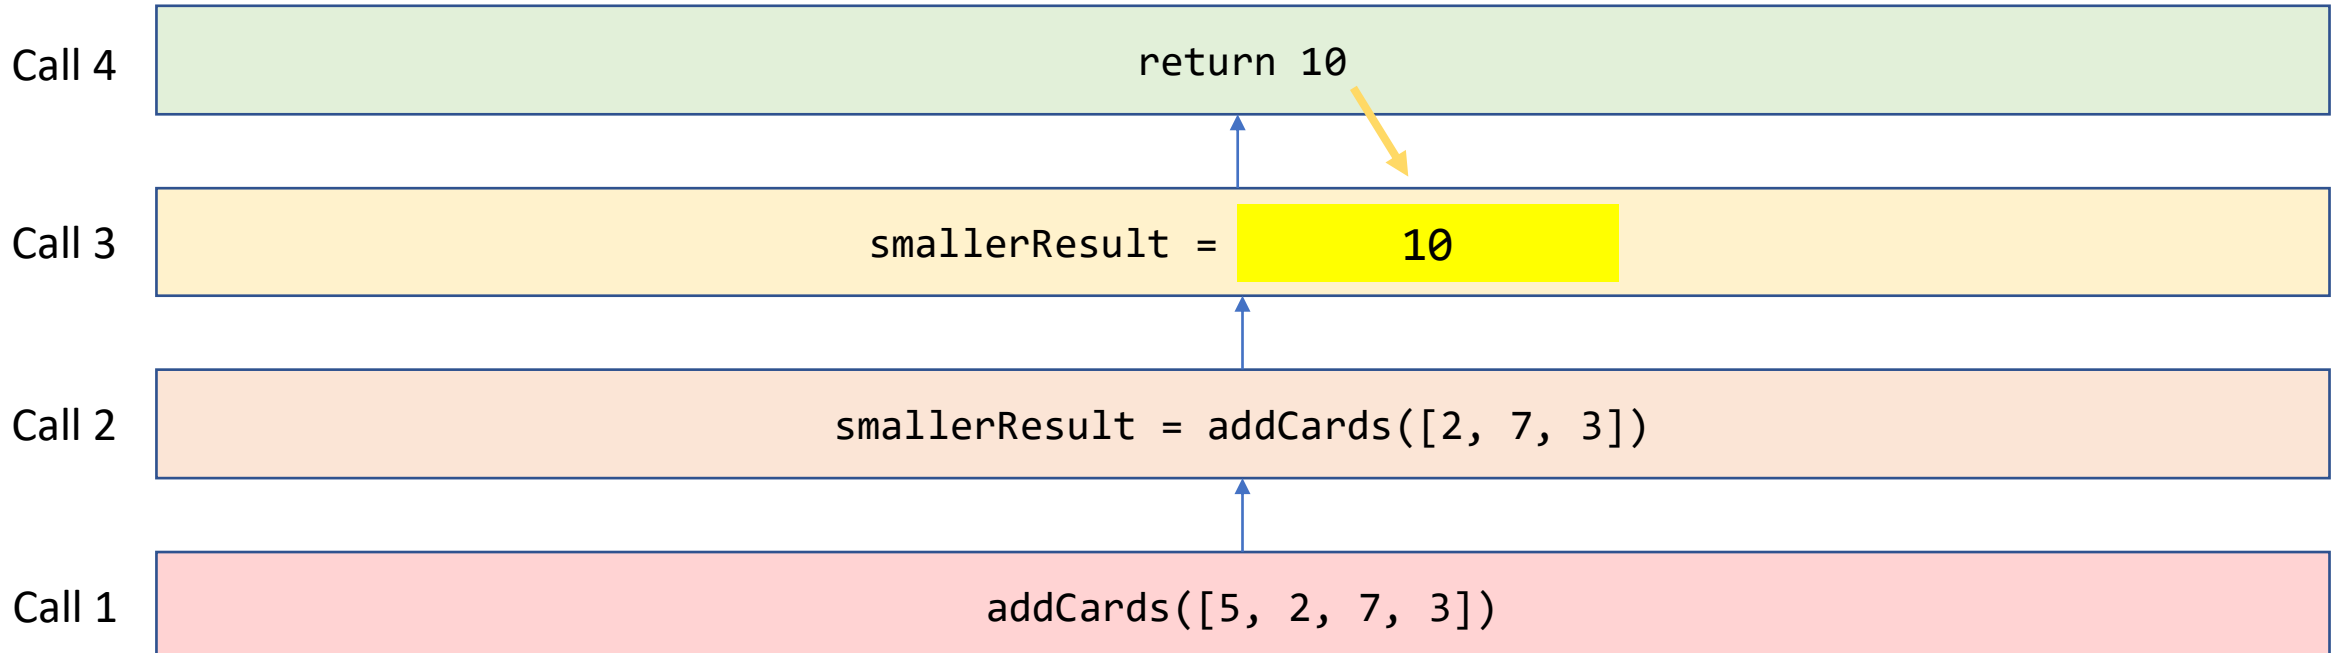 Call 4
return 10
Call 3
smallerResult = 10
Call 2
smallerResult = addCards([2, 7, 3])
Call 1
addCards([5, 2, 7, 3])